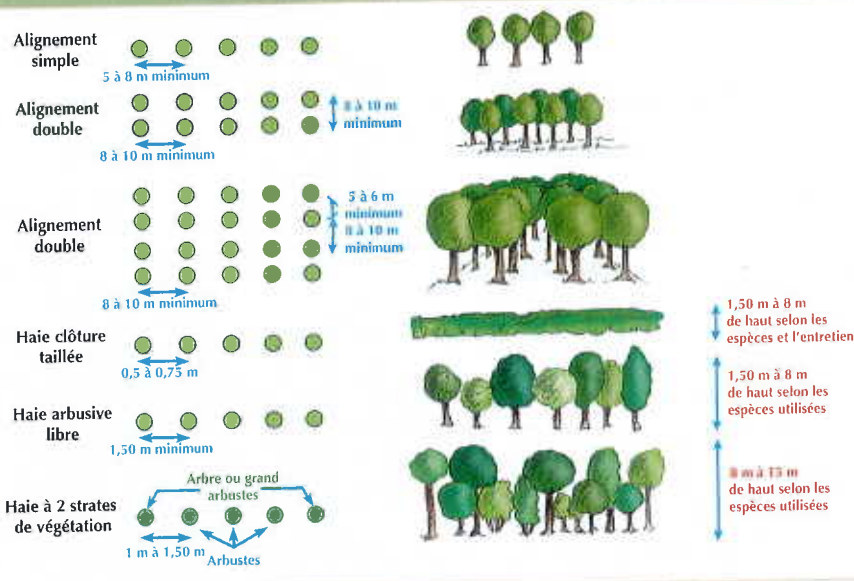 Alignement
simple
5 à 8 m minimum
Alignement
double
8 à 10 m
minimum
8 à 10 m minimum
Alignement
double
5 à 6 m
minimum
8 à 10 m
minimum
8 à 10 m minimum
Haie clôture
taillée
0,5 à 0,75 m
1,50 m à 8 m
de haut selon les
espèces et l'entretien
Haie arbusive
libre
1,50 m minimum
1,50 m à 8 m
de haut selon les
espèces utilisées
Haie à 2 strates
de végétation
Arbre ou grand
arbustes
1 m à 1,50 m
Arbustes
8 m à 15 m
de haut selon les
espèces utilisées